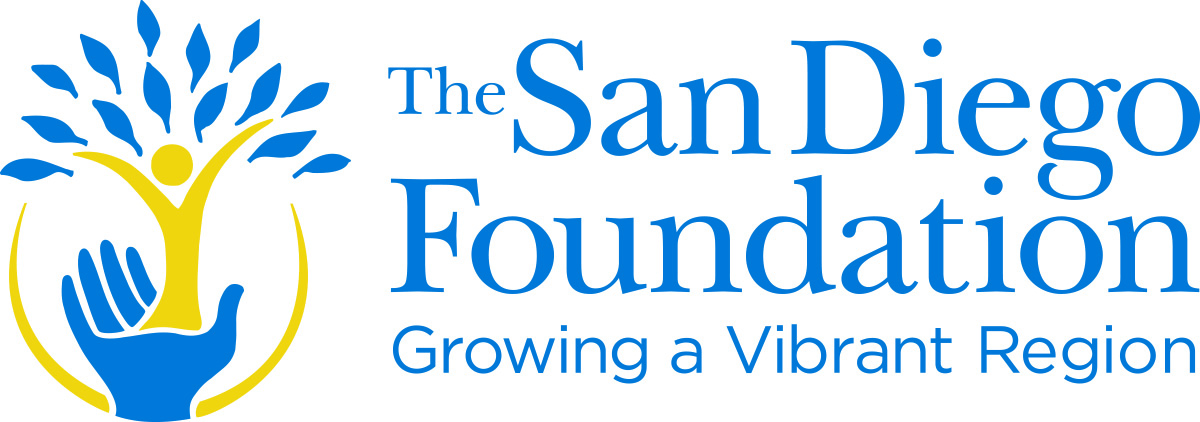 The San Diego
Foundation
Growing a Vibrant Region